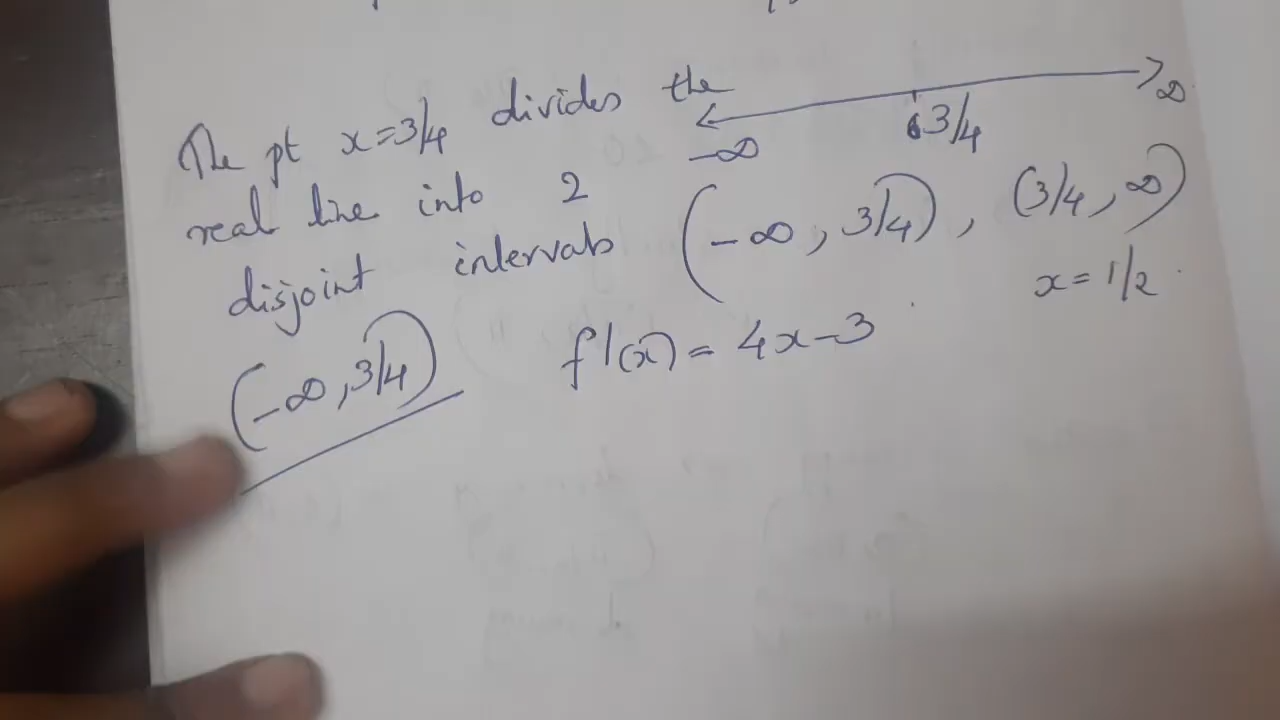 The pt x=3/4 divides the
real line into 2
disjoint intervals (-∞, 3/4), (3/4, ∞)
-∞ 3/4 ∞
x = 1/2
(-∞, 3/4) f'(x) = 4x-3